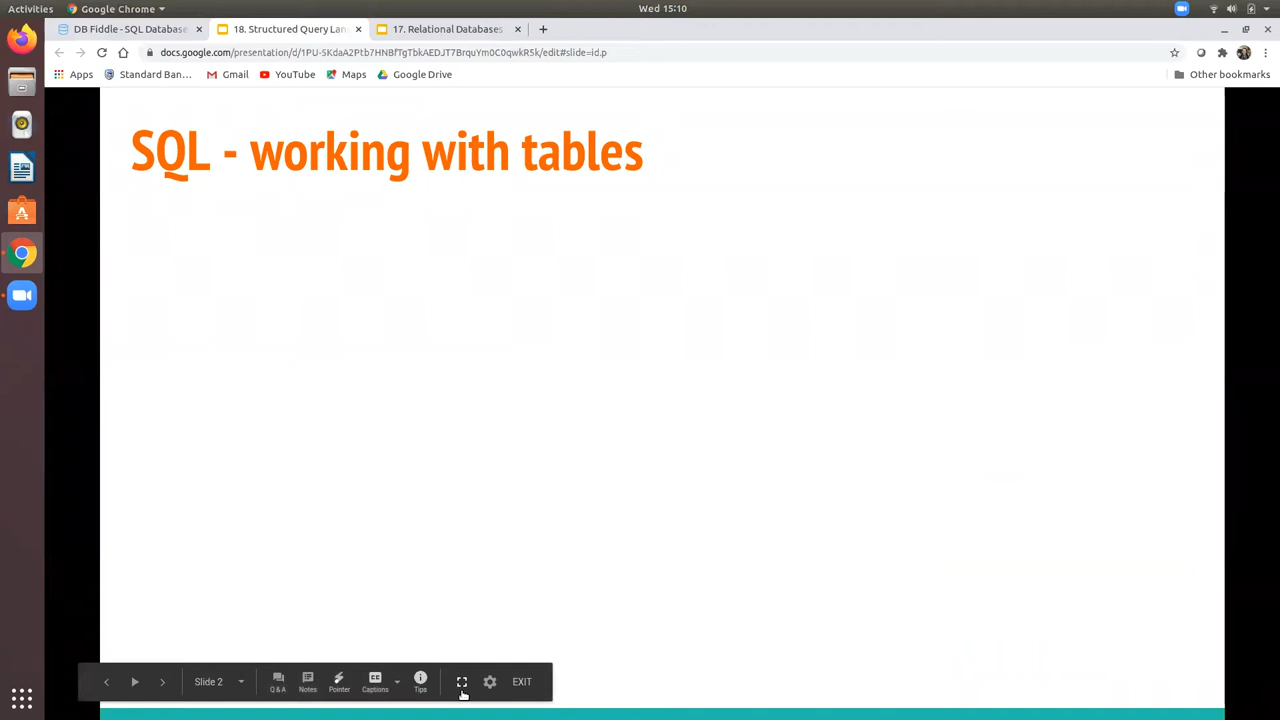 Activities
Google Chrome
Wed 15:10
DB Fiddle - SQL Database
18. Structured Query Lan
17. Relational Databases
docs.google.com/presentation/d/1PU-5KdaA2Ptb7HNBfTgTbkAEDJT7BrquYm0C0qwkR5k/edit#slide=id.p
Apps
Standard Ban...
Gmail
YouTube
Maps
Google Drive
Other bookmarks
SQL - working with tables
Slide 2
Q & A
Notes
Pointer
CC
Captions
Tips
EXIT